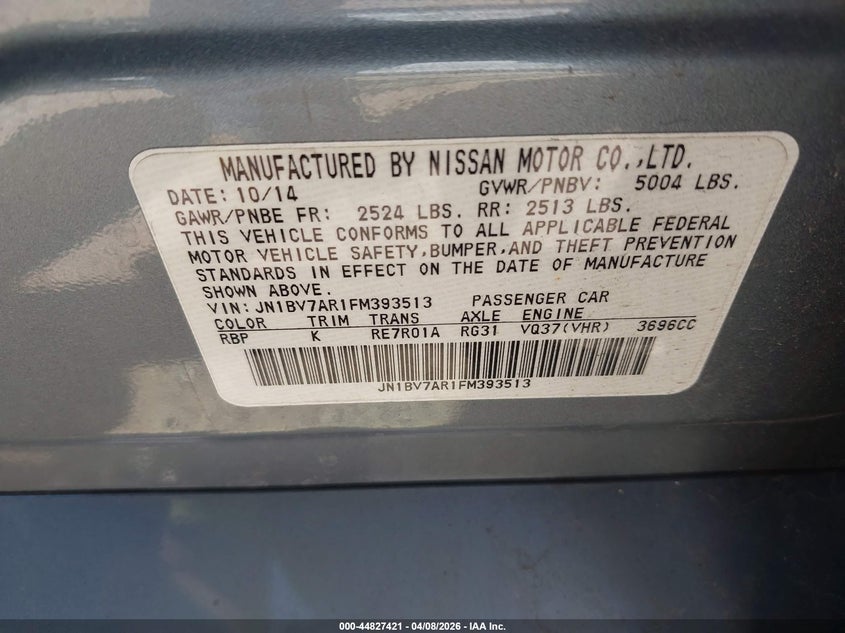 MANUFACTURED BY NISSAN MOTOR CO.,LTD.
DATE: 10/14 GVWR/PNBV: 5004 LBS.
GAWR/PNBE FR: 2524 LBS. RR: 2513 LBS.
THIS VEHICLE CONFORMS TO ALL APPLICABLE FEDERAL
MOTOR VEHICLE SAFETY,BUMPER,AND THEFT PREVENTION
STANDARDS IN EFFECT ON THE DATE OF MANUFACTURE
SHOWN ABOVE.
VIN: JN1BV7AR1FM393513 PASSENGER CAR
COLOR TRIM TRANS AXLE ENGINE
RBP K RE7R01A RG31 VQ37(VHR) 3696CC
JN1BV7AR1FM393513
000-44827421 - 04/08/2026 - IAA Inc.